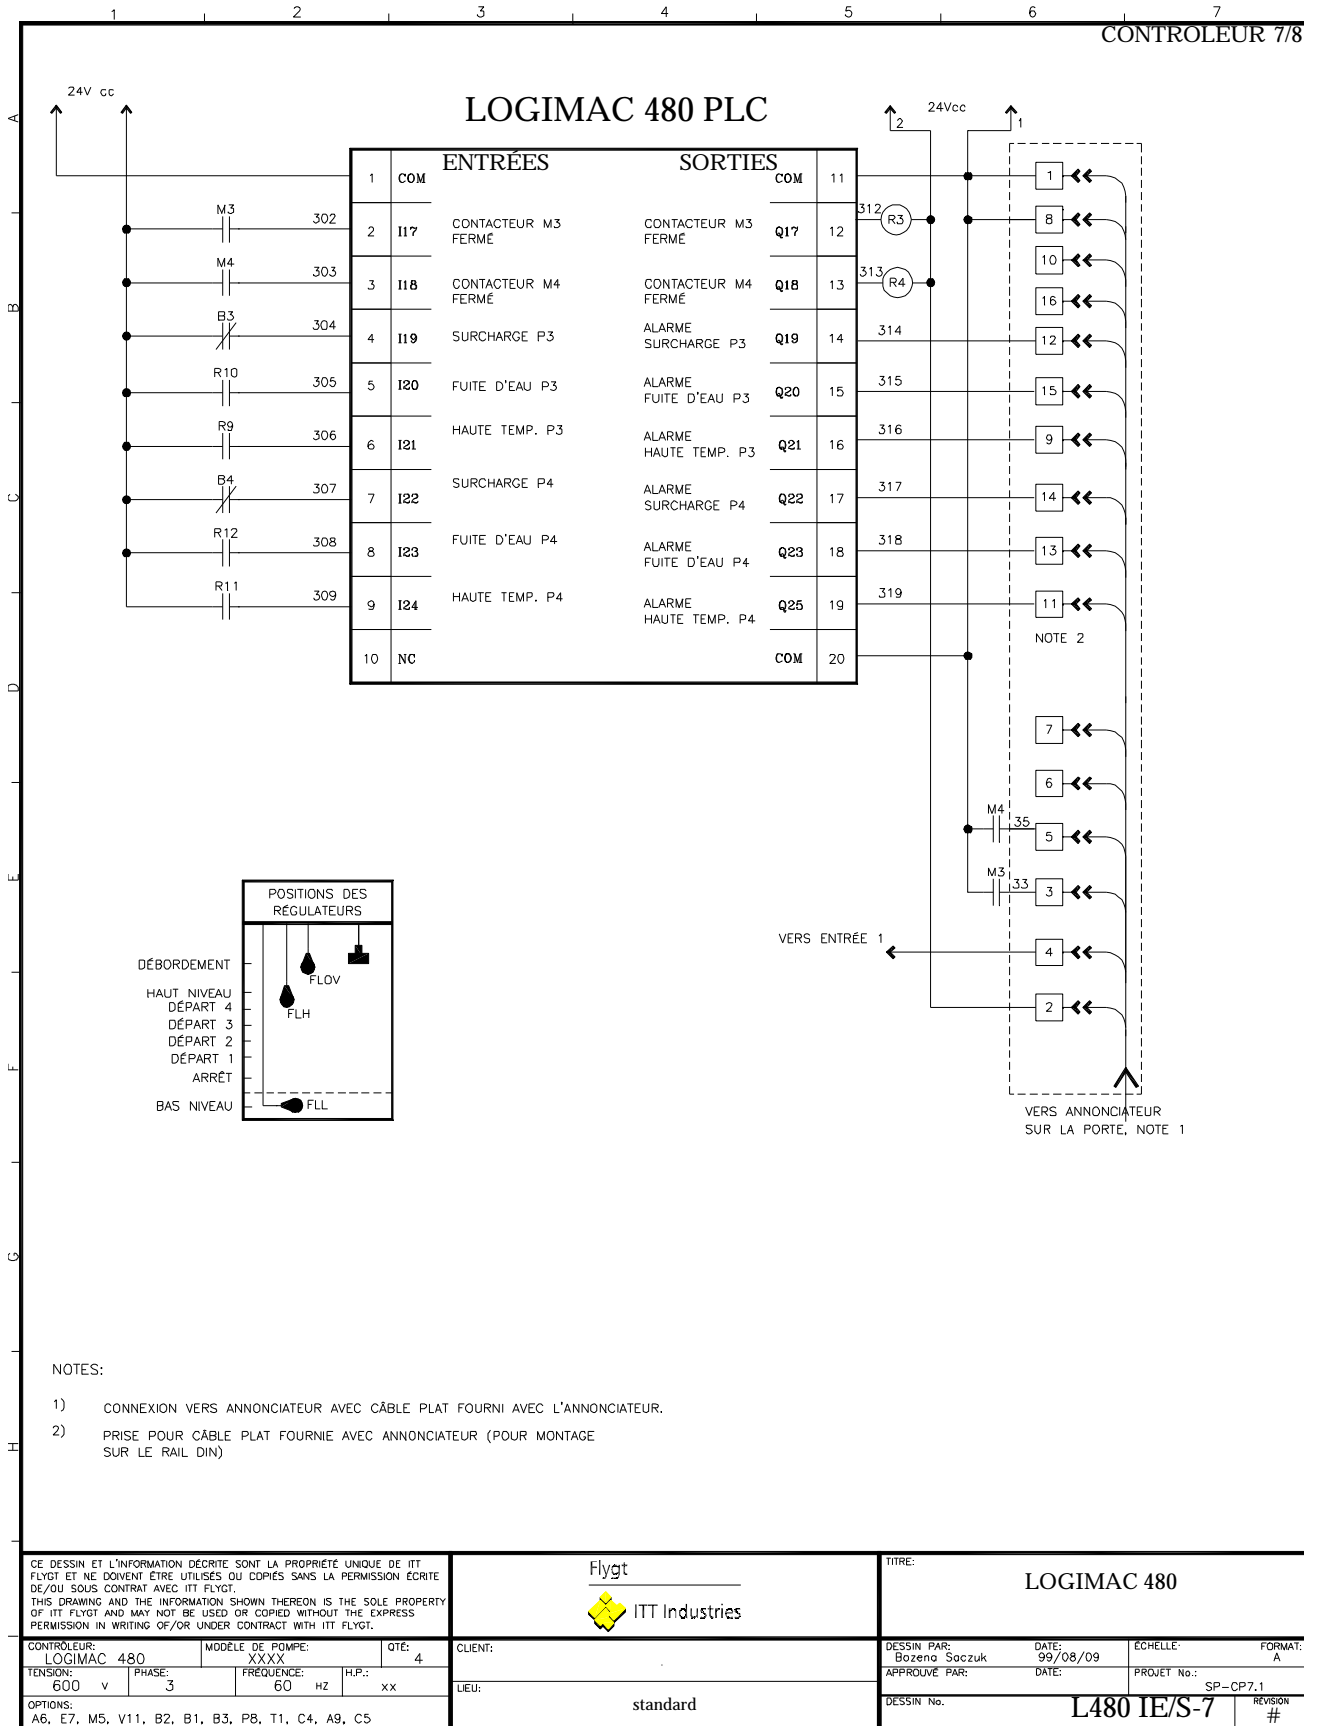 1 2 3 4 5 6 7
CONTROLEUR 7/8
A
B
C
D
E
F
G
H
24V cc
LOGIMAC 480 PLC
24Vcc
2
1
ENTRÉES SORTIES
1 COM
COM 11
M3 302
2 I17 CONTACTEUR M3
FERMÉ
CONTACTEUR M3
FERMÉ
Q17 12
312 R3
M4 303
3 I18 CONTACTEUR M4
FERMÉ
CONTACTEUR M4
FERMÉ
Q18 13
313 R4
B3 304
4 I19 SURCHARGE P3
ALARME
SURCHARGE P3
Q19 14
314
R10 305
5 I20 FUITE D'EAU P3
ALARME
FUITE D'EAU P3
Q20 15
315
R9 306
6 I21 HAUTE TEMP. P3
ALARME
HAUTE TEMP. P3
Q21 16
316
B4 307
7 I22 SURCHARGE P4
ALARME
SURCHARGE P4
Q22 17
317
R12 308
8 I23 FUITE D'EAU P4
ALARME
FUITE D'EAU P4
Q23 18
318
R11 309
9 I24 HAUTE TEMP. P4
ALARME
HAUTE TEMP. P4
Q25 19
319
10 NC
COM 20
1
8
10
16
12
15
9
14
13
11
NOTE 2
7
6
M4 35 5
M3 33 3
VERS ENTRÉE 1 4
2
VERS ANNONCIATEUR
SUR LA PORTE, NOTE 1
POSITIONS DES
RÉGULATEURS
DÉBORDEMENT
FLOV
HAUT NIVEAU
DÉPART 4
FLH
DÉPART 3
DÉPART 2
DÉPART 1
ARRÊT
BAS NIVEAU
FLL
NOTES:
1) CONNEXION VERS ANNONCIATEUR AVEC CÂBLE PLAT FOURNI AVEC L'ANNONCIATEUR.
2) PRISE POUR CÂBLE PLAT FOURNIE AVEC ANNONCIATEUR (POUR MONTAGE
SUR LE RAIL DIN)
CE DESSIN ET L'INFORMATION DÉCRITE SONT LA PROPRIÉTÉ UNIQUE DE ITT
FLYGT ET NE DOIVENT ÊTRE UTILISÉS OU COPIÉS SANS LA PERMISSION ÉCRITE
DE/OU SOUS CONTRAT AVEC ITT FLYGT.
THIS DRAWING AND THE INFORMATION SHOWN THEREON IS THE SOLE PROPERTY
OF ITT FLYGT AND MAY NOT BE USED OR COPIED WITHOUT THE EXPRESS
PERMISSION IN WRITING OF/OR UNDER CONTRACT WITH ITT FLYGT.
Flygt
ITT Industries
TITRE:
LOGIMAC 480
CONTRÔLEUR: MODÈLE DE POMPE: QTÉ:
LOGIMAC 480 XXXX 4
TENSION: PHASE: FRÉQUENCE: H.P.:
600 V 3 60 HZ xx
OPTIONS:
A6, E7, M5, V11, B2, B1, B3, P8, T1, C4, A9, C5
CLIENT:
LIEU:
standard
DESSIN PAR: DATE: ÉCHELLE: FORMAT:
Bozena Saczuk 99/08/09 A
APPROUVÉ PAR: DATE: PROJET No.:
SP-CP7.1
DESSIN No. L480 IE/S-7
RÉVISION
#